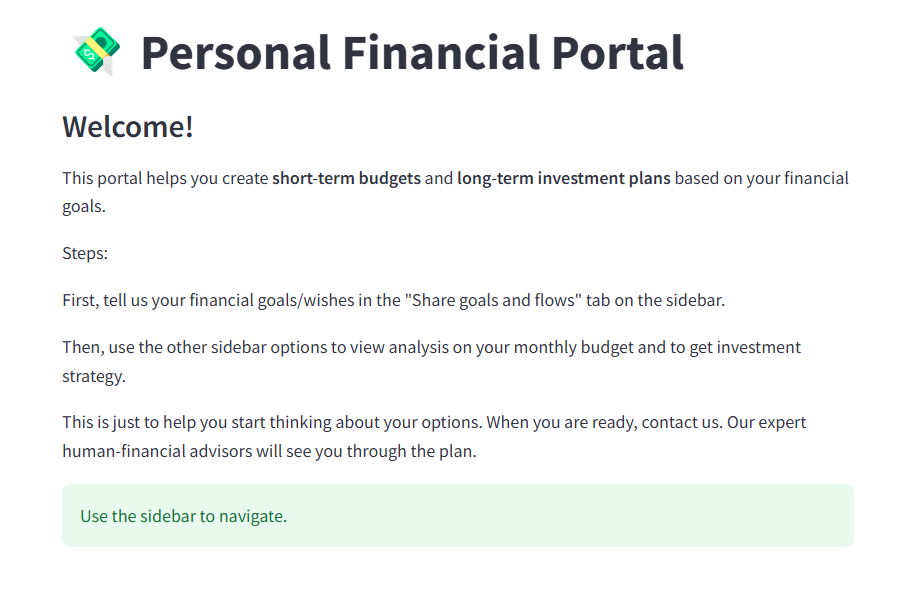 Personal Financial Portal
Welcome!
This portal helps you create short-term budgets and long-term investment plans based on your financial
goals.
Steps:
First, tell us your financial goals/wishes in the "Share goals and flows" tab on the sidebar.
Then, use the other sidebar options to view analysis on your monthly budget and to get investment
strategy.
This is just to help you start thinking about your options. When you are ready, contact us. Our expert
human-financial advisors will see you through the plan.
Use the sidebar to navigate.